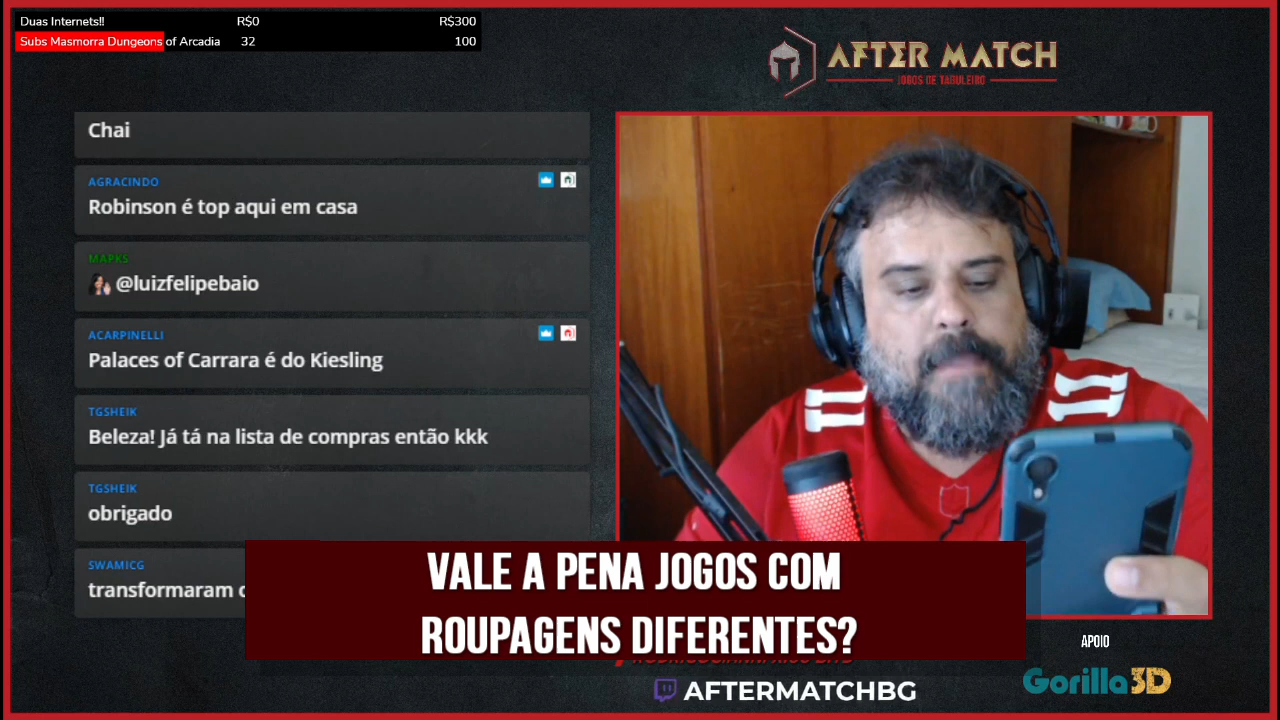 Duas Internets!! R$0 R$300
Subs Masmorra Dungeons of Arcadia 32 100
AFTER MATCH
JOGOS DE TABULEIRO
Chai
AGRACINDO
Robinson é top aqui em casa
MAPKS
@luizfelipebaio
ACARPINELLI
Palaces of Carrara é do Kiesling
TGSHEIK
Beleza! Já tá na lista de compras então kkk
TGSHEIK
obrigado
SWAMICG
transformaram
VALE A PENA JOGOS COM
ROUPAGENS DIFERENTES?
APOIO
Gorilla3D
AFTERMATCHBG